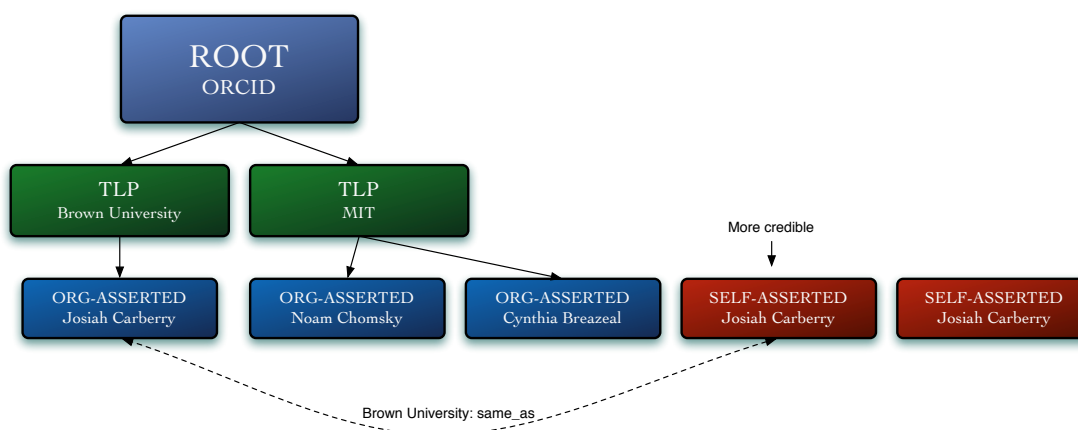 ROOT
ORCID
TLP
Brown University
TLP
MIT
More credible
ORG-ASSERTED
Josiah Carberry
ORG-ASSERTED
Noam Chomsky
ORG-ASSERTED
Cynthia Breazeal
SELF-ASSERTED
Josiah Carberry
SELF-ASSERTED
Josiah Carberry
Brown University: same_as